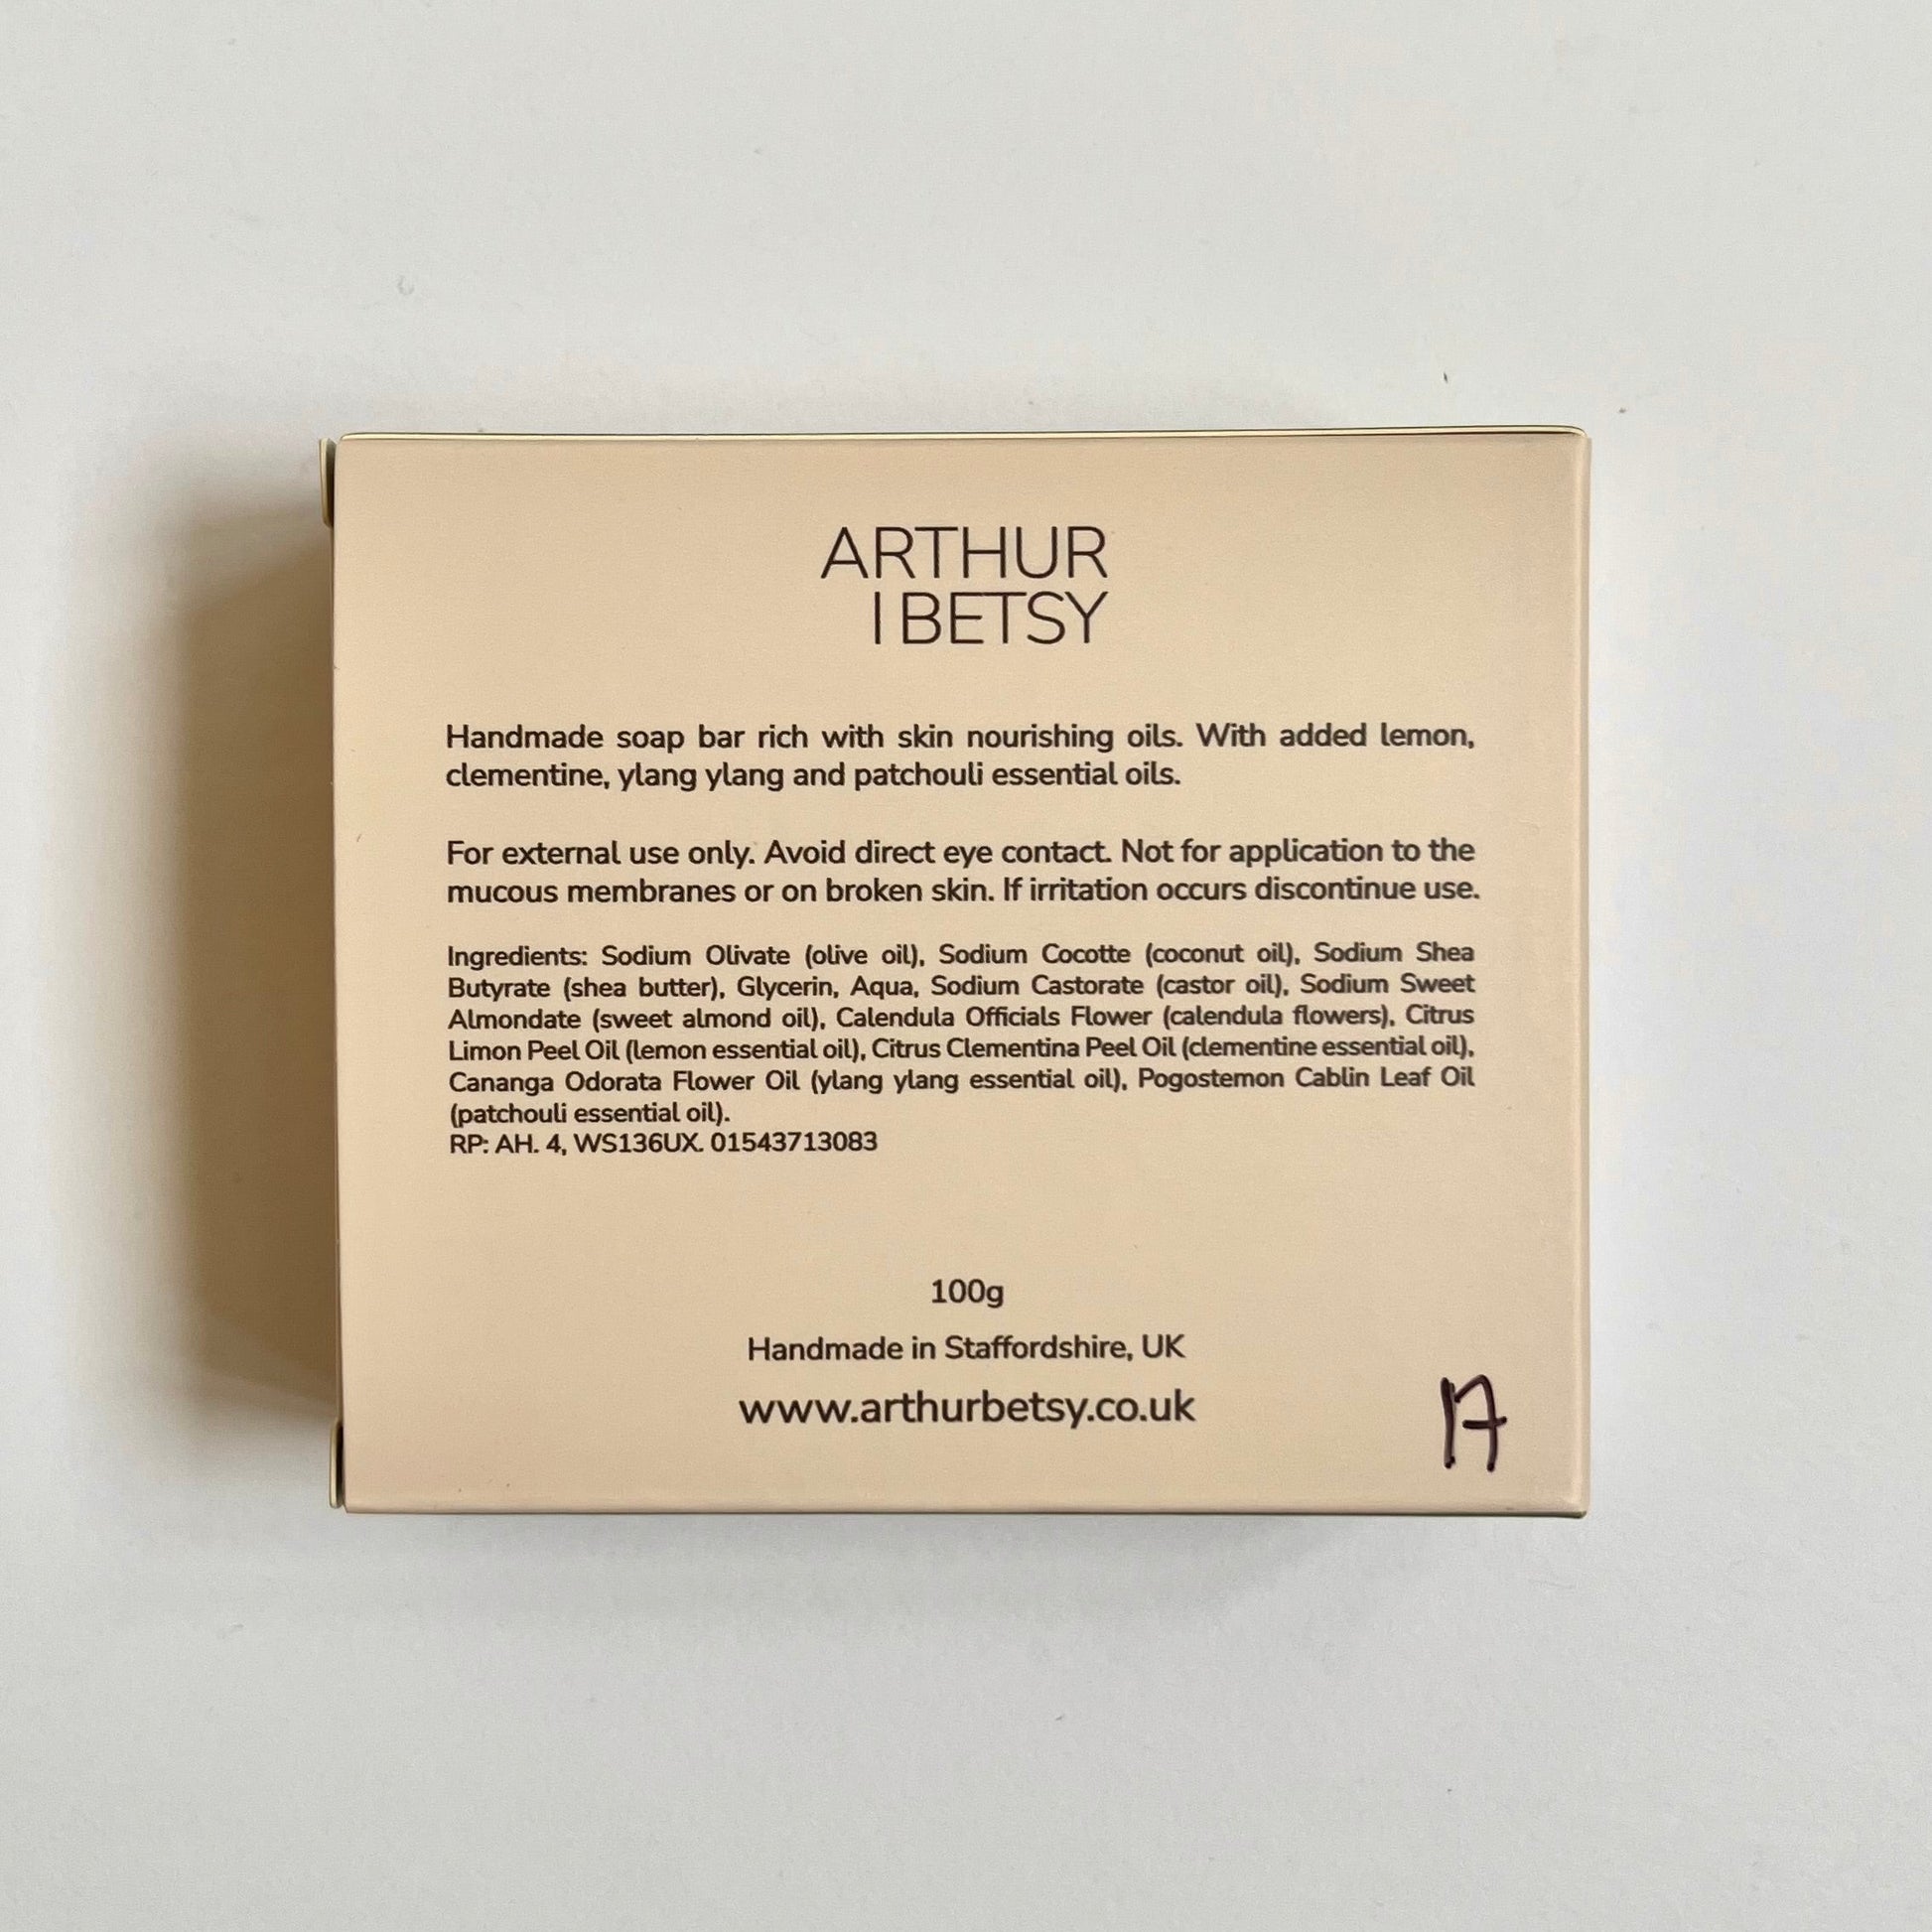 ARTHUR
| BETSY
Handmade soap bar rich with skin nourishing oils. With added lemon,
clementine, ylang ylang and patchouli essential oils.
For external use only. Avoid direct eye contact. Not for application to the
mucous membranes or on broken skin. If irritation occurs discontinue use.
Ingredients: Sodium Olivate (olive oil), Sodium Cocotte (coconut oil), Sodium Shea
Butyrate (shea butter), Glycerin, Aqua, Sodium Castorate (castor oil), Sodium Sweet
Almondate (sweet almond oil), Calendula Officials Flower (calendula flowers), Citrus
Limon Peel Oil (lemon essential oil), Citrus Clementina Peel Oil (clementine essential oil),
Cananga Odorata Flower Oil (ylang ylang essential oil), Pogostemon Cablin Leaf Oil
(patchouli essential oil).
RP: AH. 4, WS136UX. 01543713083
100g
Handmade in Staffordshire, UK
www.arthurbetsy.co.uk
17